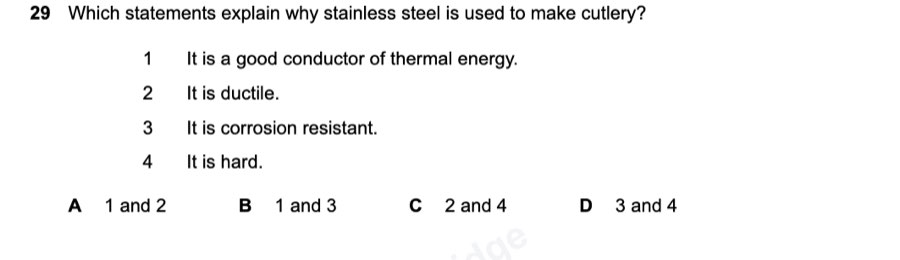 29 Which statements explain why stainless steel is used to make cutlery?
1 It is a good conductor of thermal energy.
2 It is ductile.
3 It is corrosion resistant.
4 It is hard.
A 1 and 2 B 1 and 3 C 2 and 4 D 3 and 4